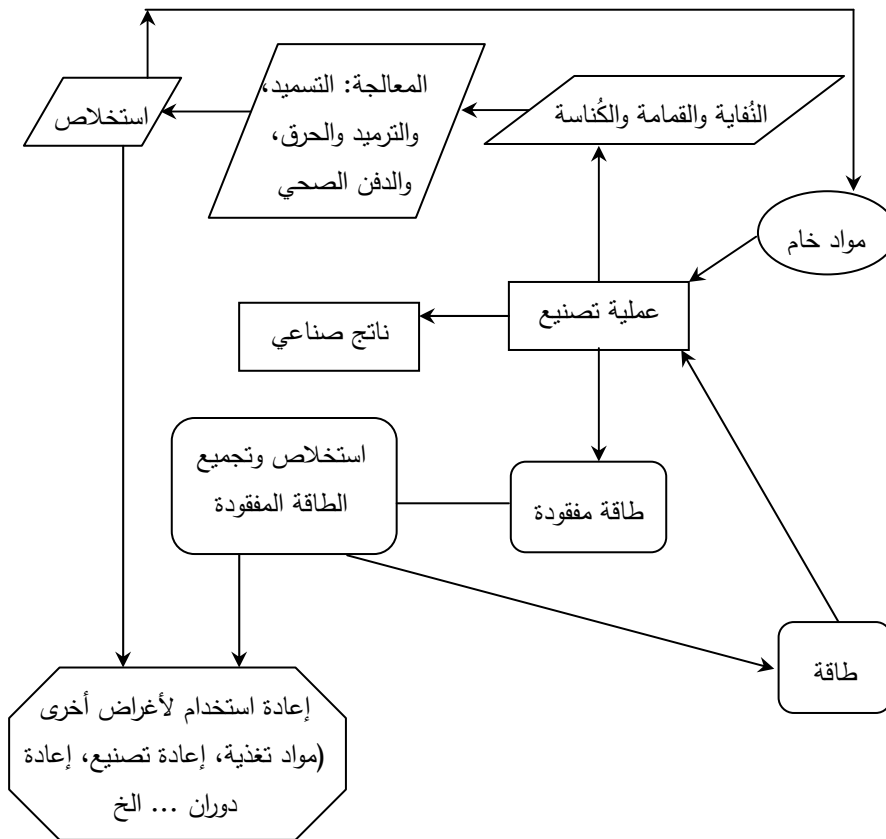 المعالجة: التسميد،
والترميد والحرق،
والدفن الصحي
استخلاص
النُفاية والقمامة والكُناسة
مواد خام
عملية تصنيع
ناتج صناعي
استخلاص وتجميع
الطاقة المفقودة
طاقة مفقودة
طاقة
إعادة استخدام لأغراض أخرى
(مواد تغذية، إعادة تصنيع، إعادة
دوران ... الخ